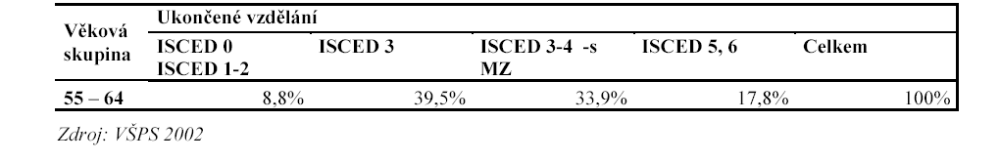 Věková skupina Ukončené vzdělání
ISCED 0 ISCED 1-2 ISCED 3 ISCED 3-4 -s MZ ISCED 5, 6 Celkem
55 – 64 8,8% 39,5% 33,9% 17,8% 100%
Zdroj: VŠPS 2002